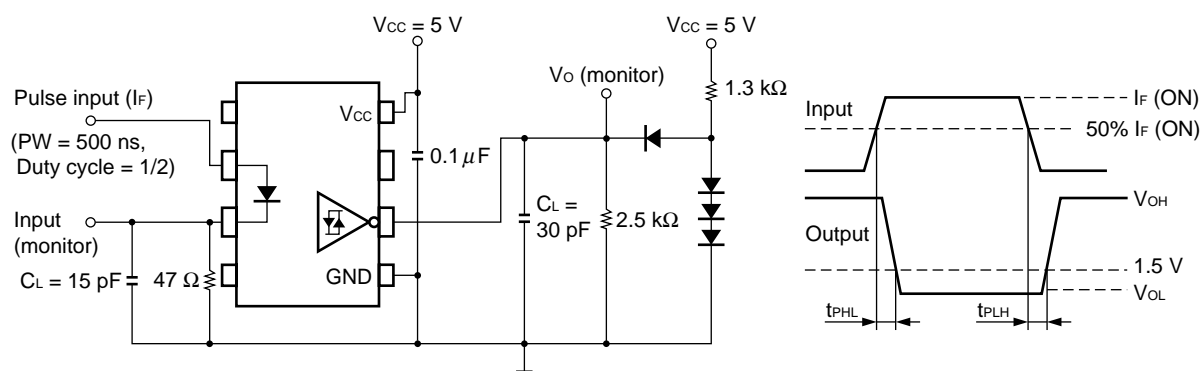 Pulse input (IF)
(PW = 500 ns,
Duty cycle = 1/2)
Input
(monitor)
CL = 15 pF
47 Ω
VCC
GND
VCC = 5 V
0.1 μF
VO (monitor)
CL =
30 pF
2.5 kΩ
VCC = 5 V
1.3 kΩ
Input
IF (ON)
50% IF (ON)
Output
VOH
1.5 V
VOL
tPHL
tPLH